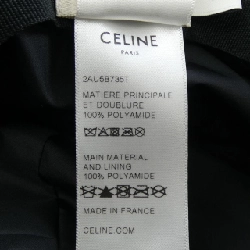 CELINE
PARIS
MATIERE PRINCIPALE
ET DOUBLURE
100% POLYAMIDE
MAIN MATERIAL
AND LINING
100% POLYAMIDE
MADE IN FRANCE
CELINE.COM